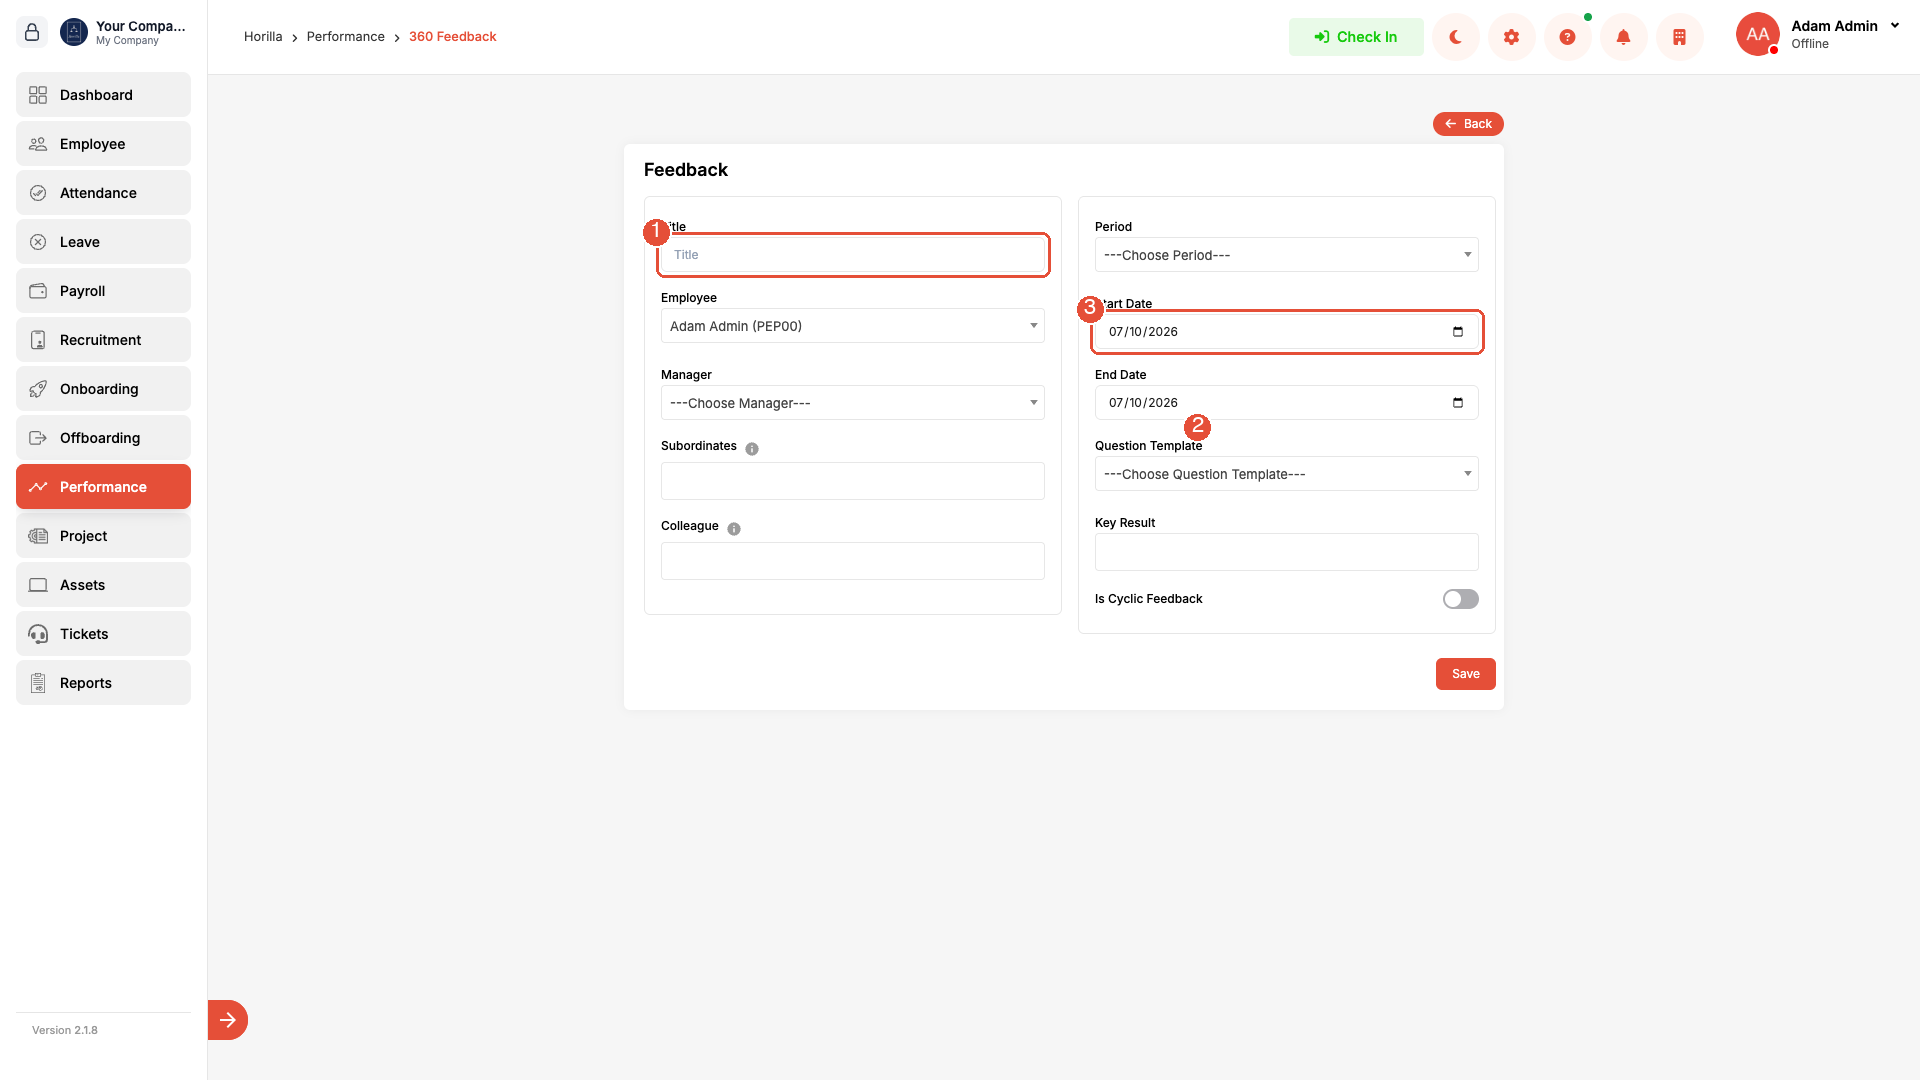 Your Compa...
My Company
Horilla > Performance > 360 Feedback
Check In
AA
Adam Admin
Offline
Dashboard
Employee
Attendance
Leave
Payroll
Recruitment
Onboarding
Offboarding
Performance
Project
Assets
Tickets
Reports
Version 2.1.8
Back
Feedback
1
itle
Title
Employee
Adam Admin (PEP00)
Manager
---Choose Manager---
Subordinates
Colleague
Period
---Choose Period---
3
tart Date
07/10/2026
End Date
07/10/2026
2
Question Template
---Choose Question Template---
Key Result
Is Cyclic Feedback
Save